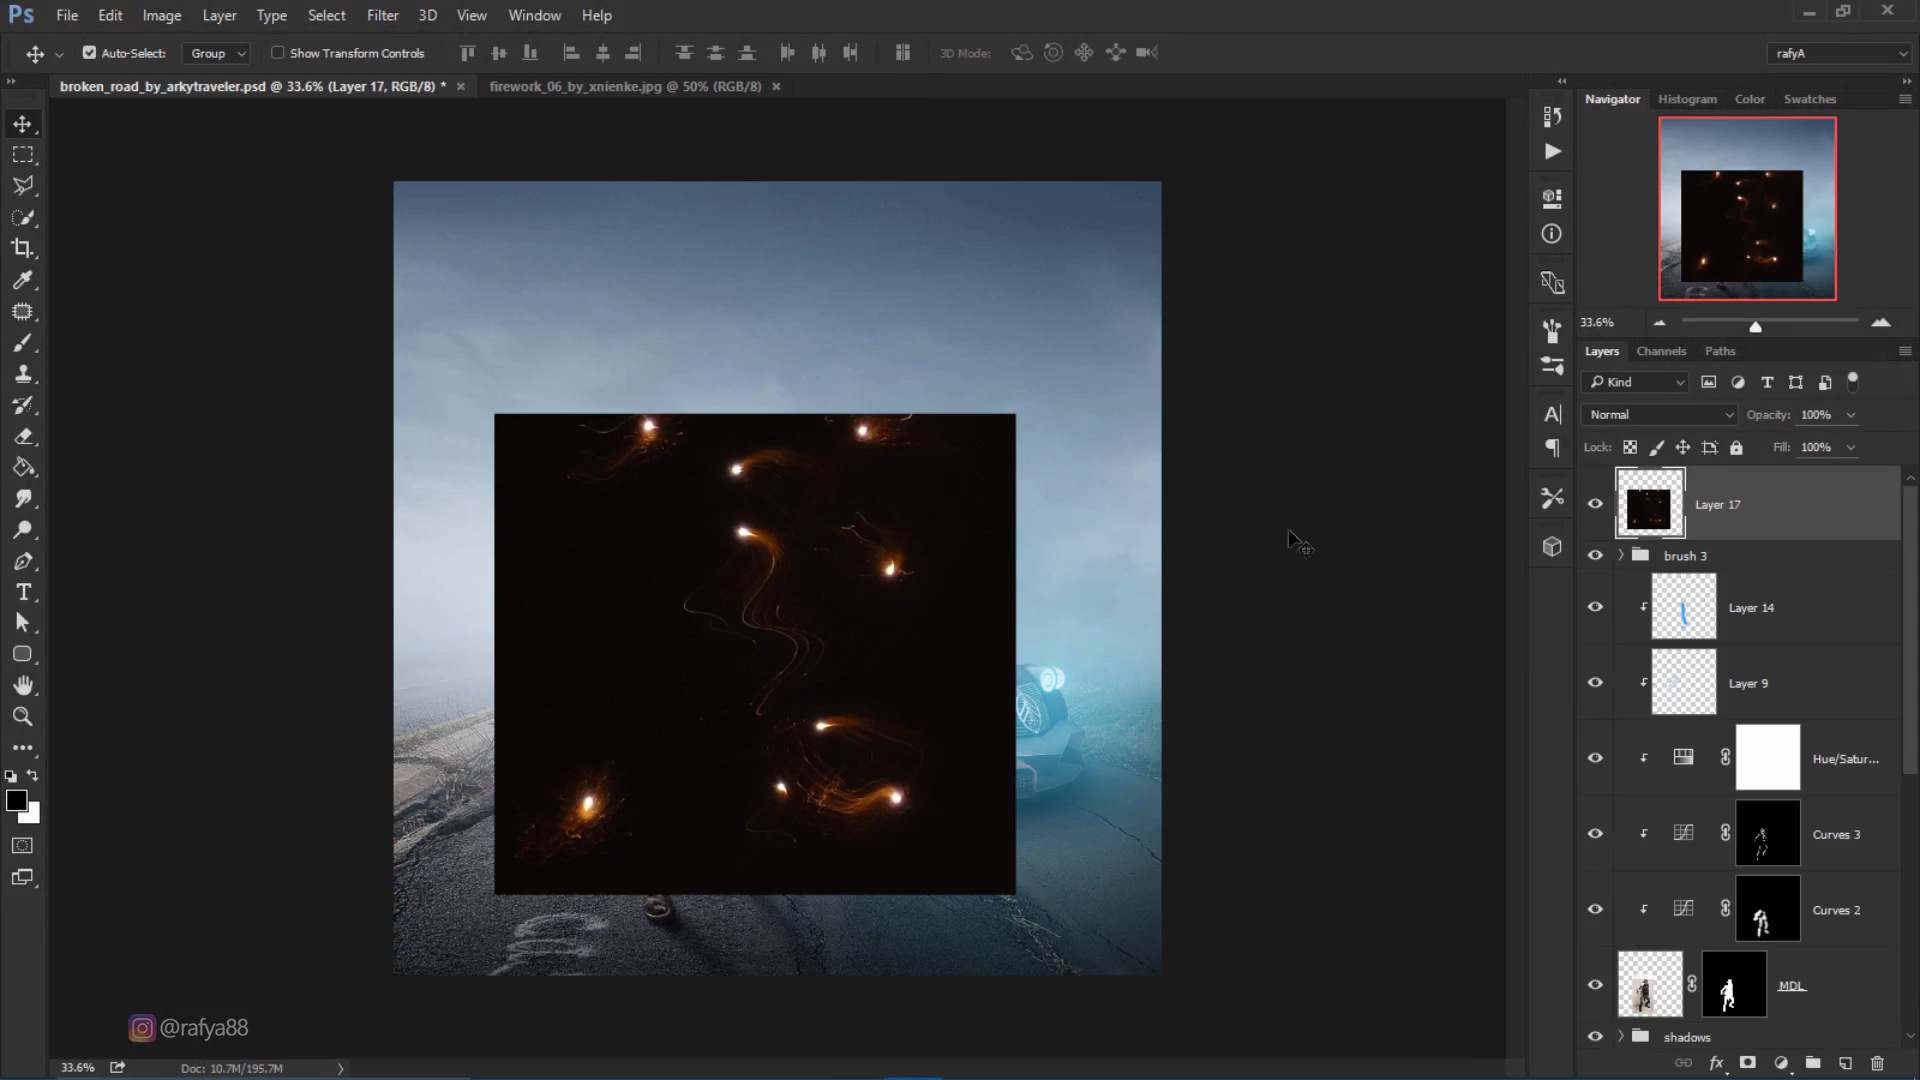 Ps File Edit Image Layer Type Select Filter 3D View Window Help
Auto-Select: Group Show Transform Controls 3D Mode: rafyA
broken_road_by_arkytraveler.psd @ 33.6% (Layer 17, RGB/8) * × firework_06_by_xnienke.jpg @ 50% (RGB/8) ×
Navigator Histogram Color Swatches
33.6%
Layers Channels Paths
Kind
Normal Opacity: 100%
Lock: Fill: 100%
Layer 17
brush 3
Layer 14
Layer 9
Hue/Satur...
Curves 3
Curves 2
MDL
shadows
@rafya88
33.6% Doc: 10.7M/195.7M